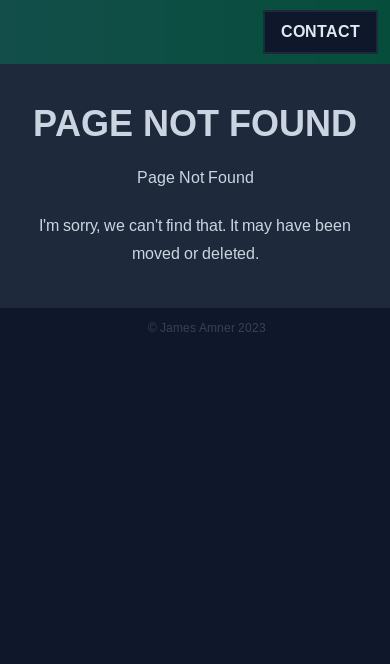 CONTACT
PAGE NOT FOUND
Page Not Found
I'm sorry, we can't find that. It may have been
moved or deleted.
© James Amner 2023